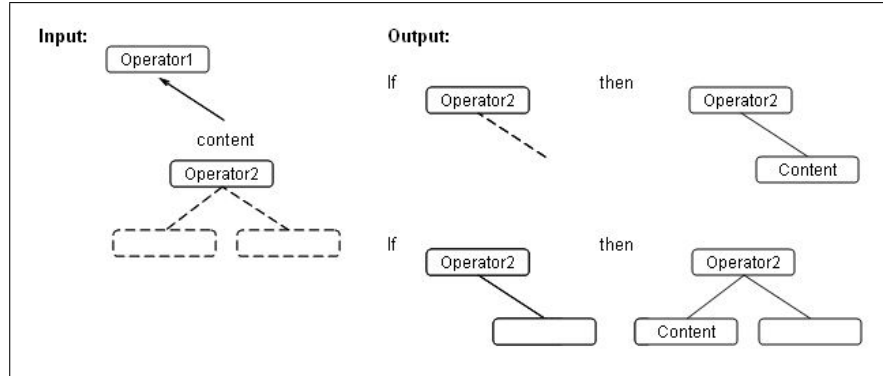 Input:
Operator1
content
Operator2
Output:
If
Operator2
then
Operator2
Content
If
Operator2
then
Operator2
Content